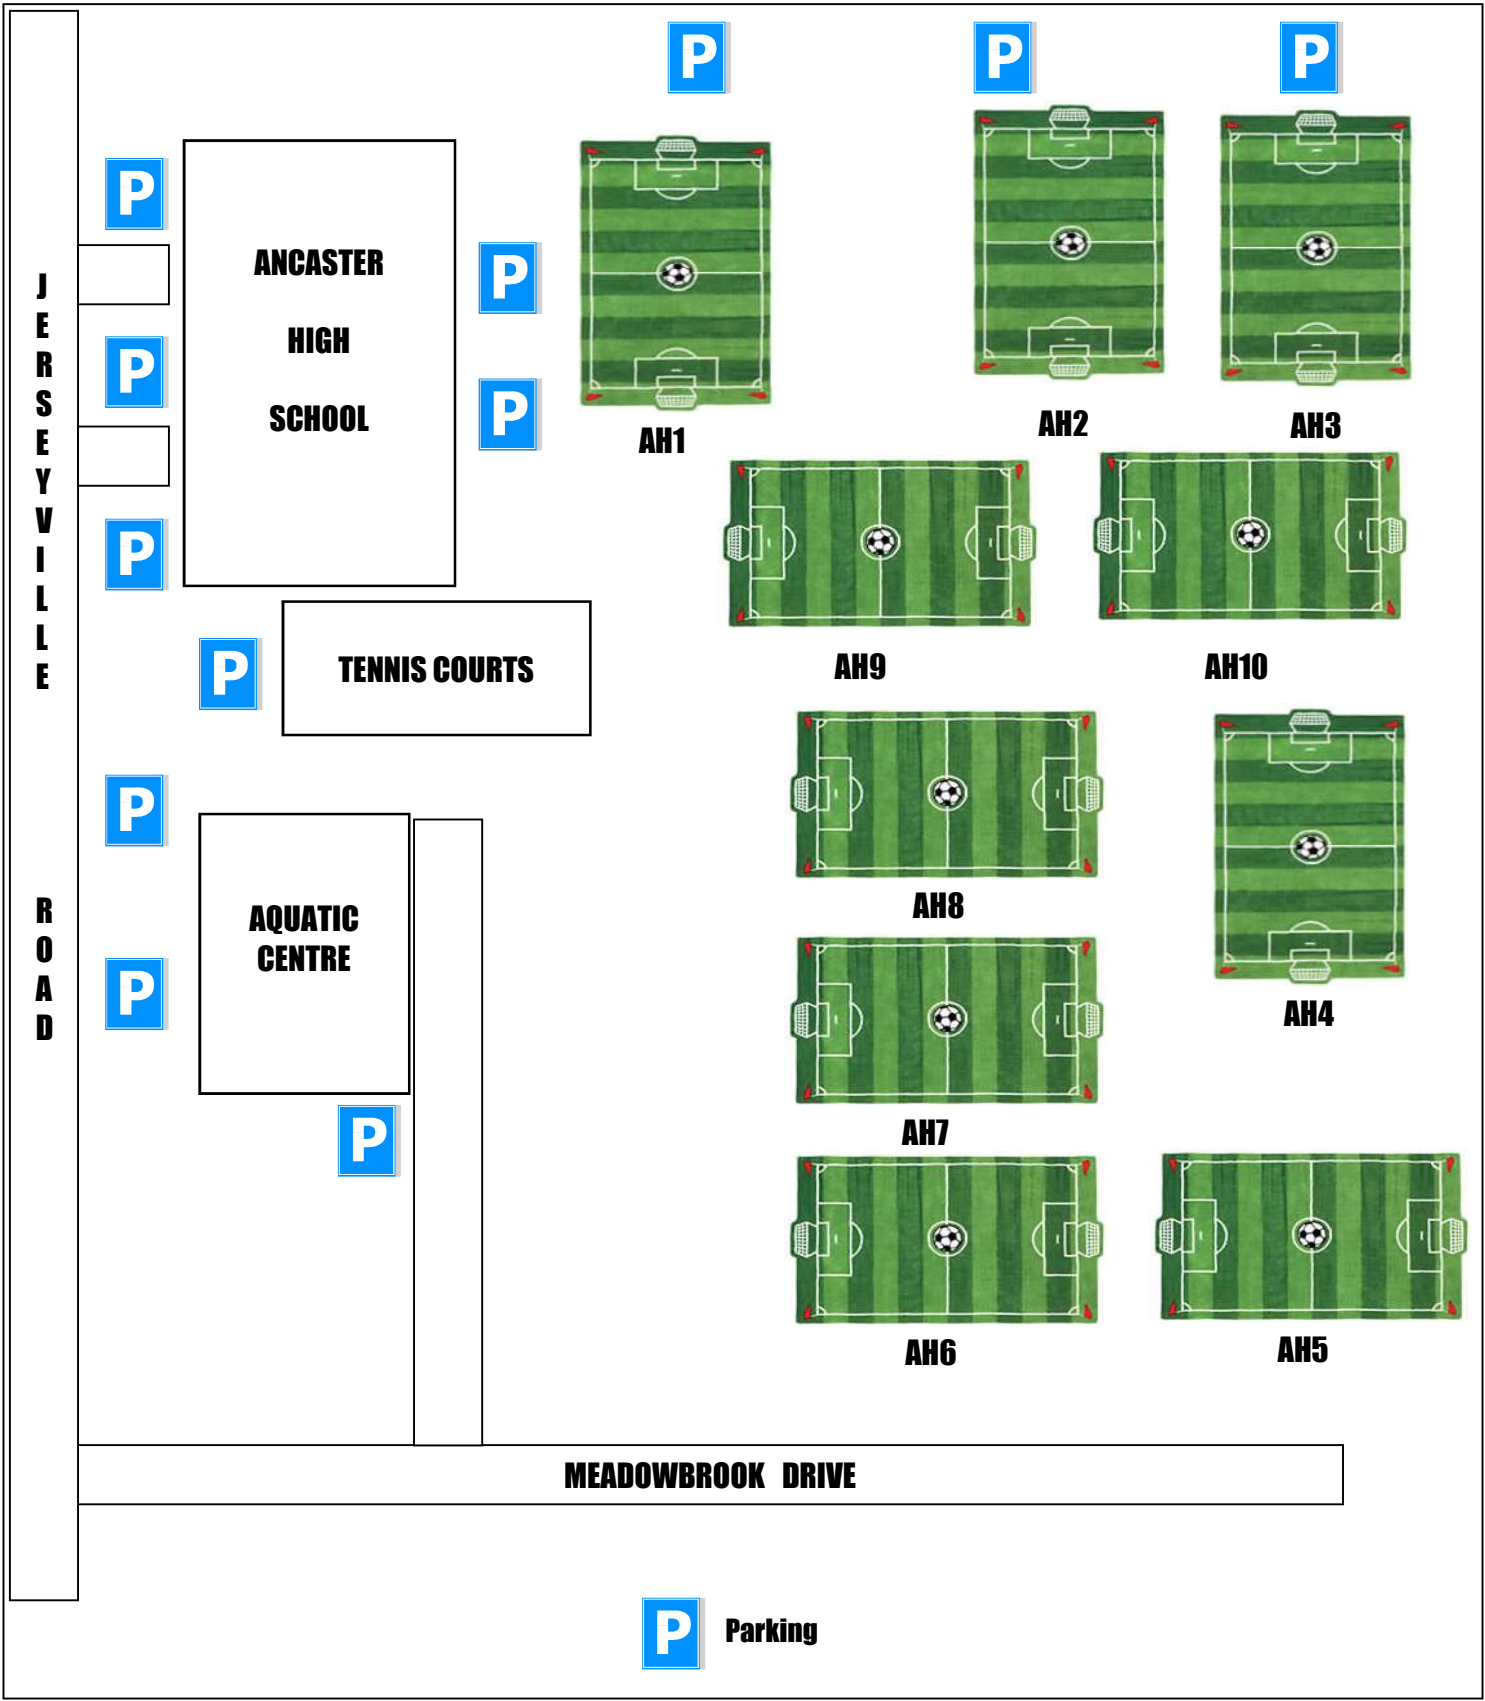 P
P
P
P
ANCASTER
HIGH
SCHOOL
P
P
P
P
JERSEYVILLE
ROAD
AH1
AH2
AH3
AH9
AH10
P
TENNIS COURTS
P
AQUATIC
CENTRE
P
P
AH8
AH4
AH7
AH6
AH5
MEADOWBROOK DRIVE
P Parking